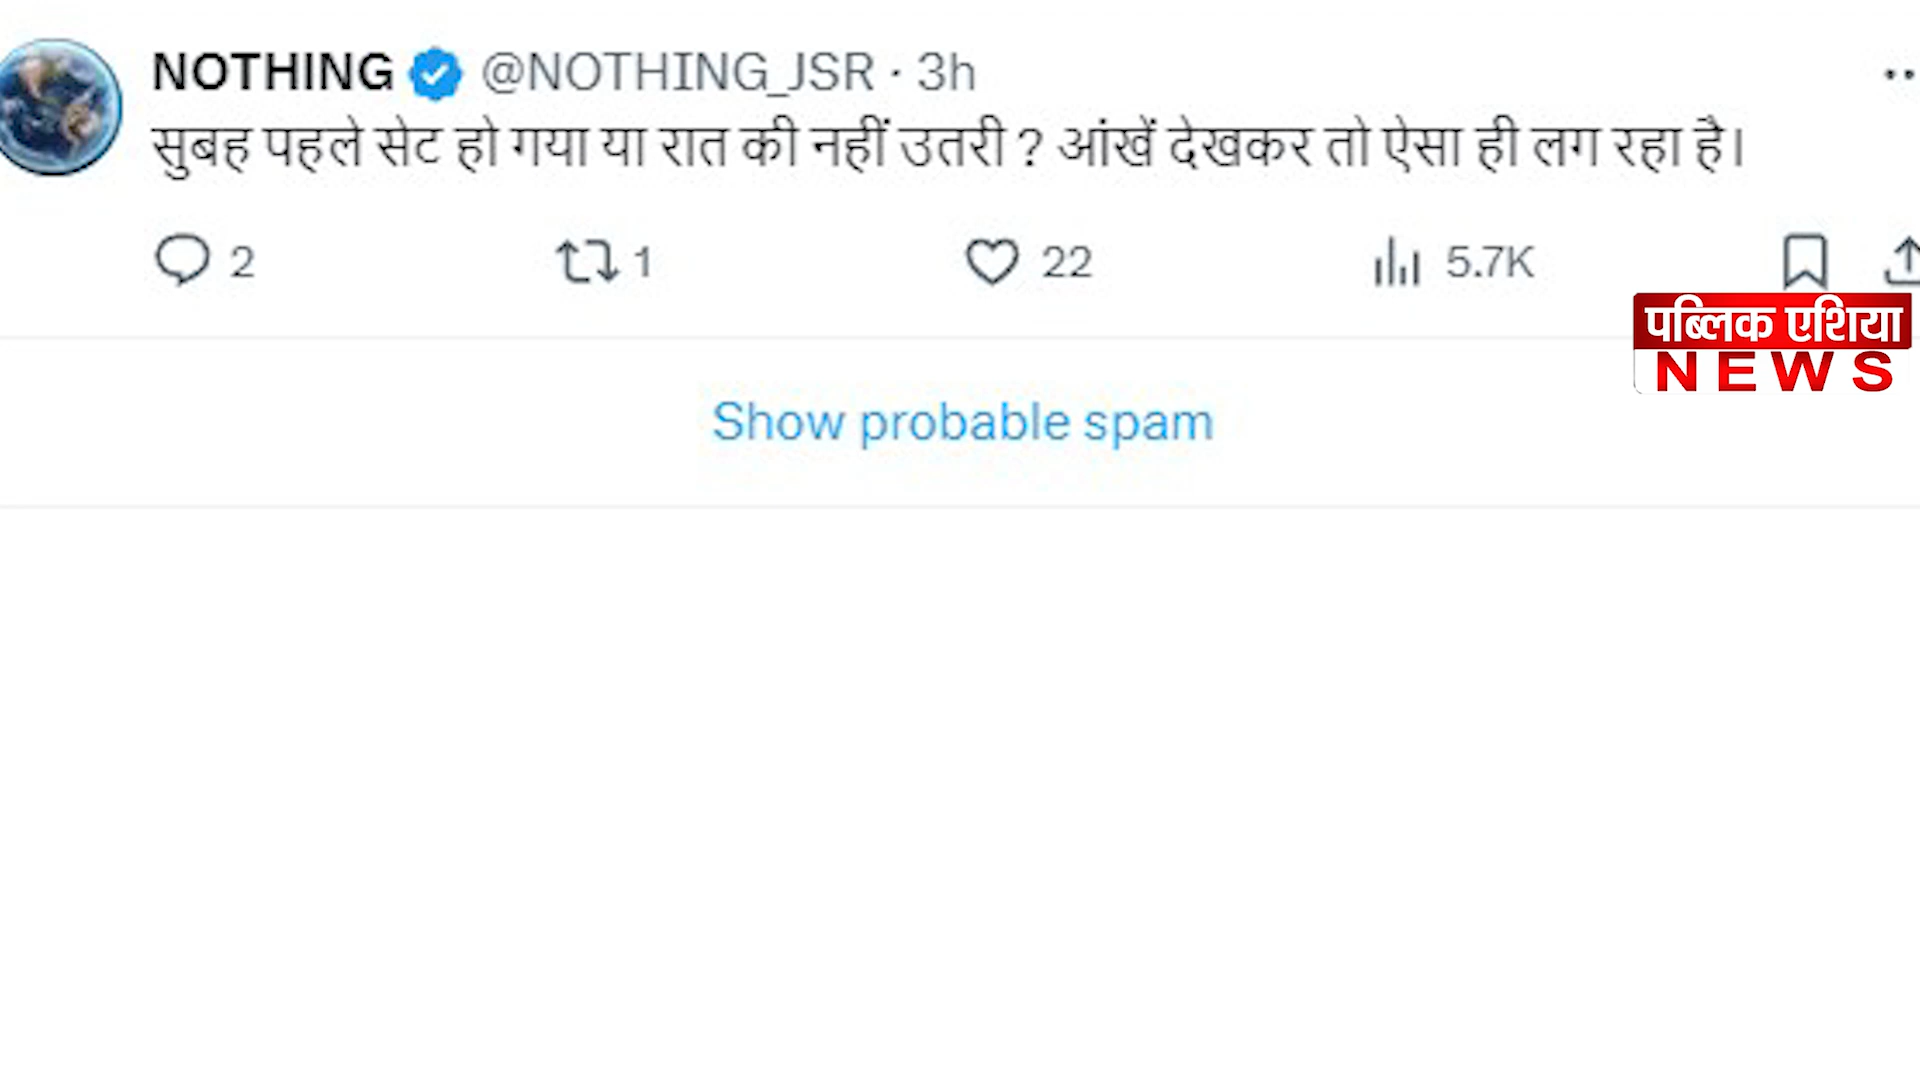 NOTHING @NOTHING_JSR · 3h
सुबह पहले सेट हो गया या रात की नहीं उतरी ? आंखें देखकर तो ऐसा ही लग रहा है।
2 1 22 5.7K
पब्लिक एशिया
NEWS
Show probable spam